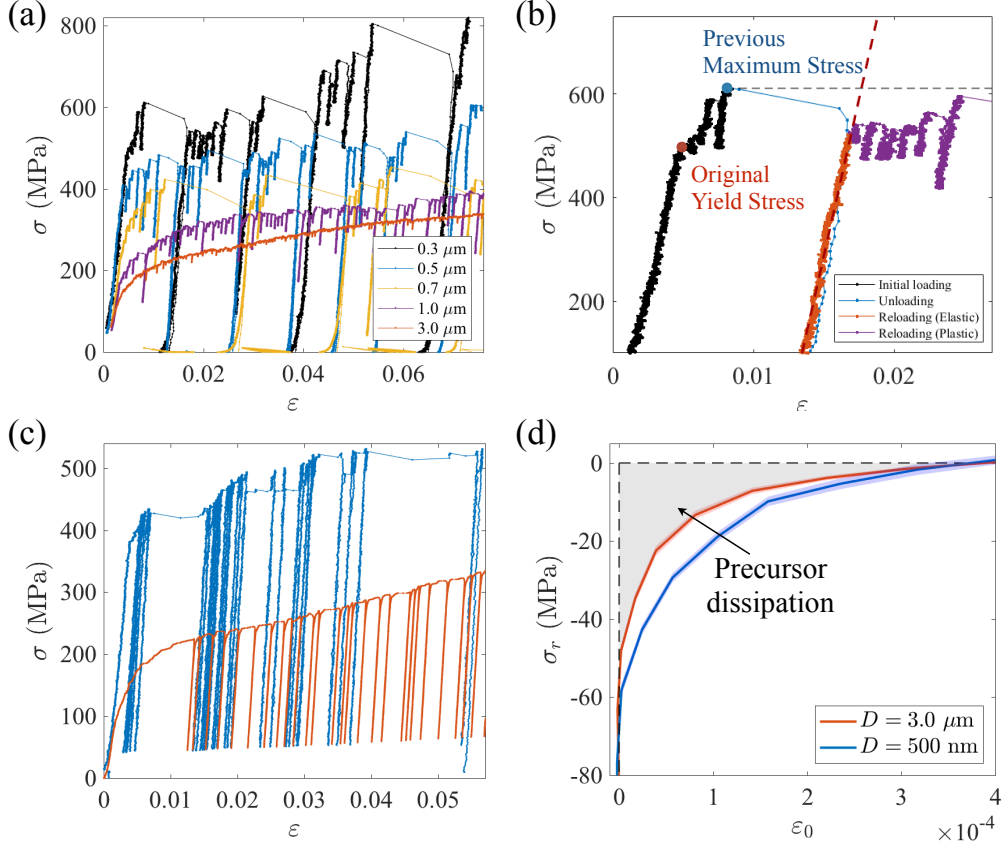 (a)
800
600
400
200
0
σ (MPa)
0
0.02
0.04
0.06
ε
0.3 μm
0.5 μm
0.7 μm
1.0 μm
3.0 μm
(b)
600
400
200
σ (MPa)
0
0.01
0.02
ε
Previous
Maximum Stress
Original
Yield Stress
Initial loading
Unloading
Reloading (Elastic)
Reloading (Plastic)
(c)
500
400
300
200
100
0
σ (MPa)
0
0.01
0.02
0.03
0.04
0.05
ε
(d)
0
-20
-40
-60
-80
σr (MPa)
0
1
2
3
4
×10⁻⁴
ε₀
Precursor
dissipation
D = 3.0 μm
D = 500 nm